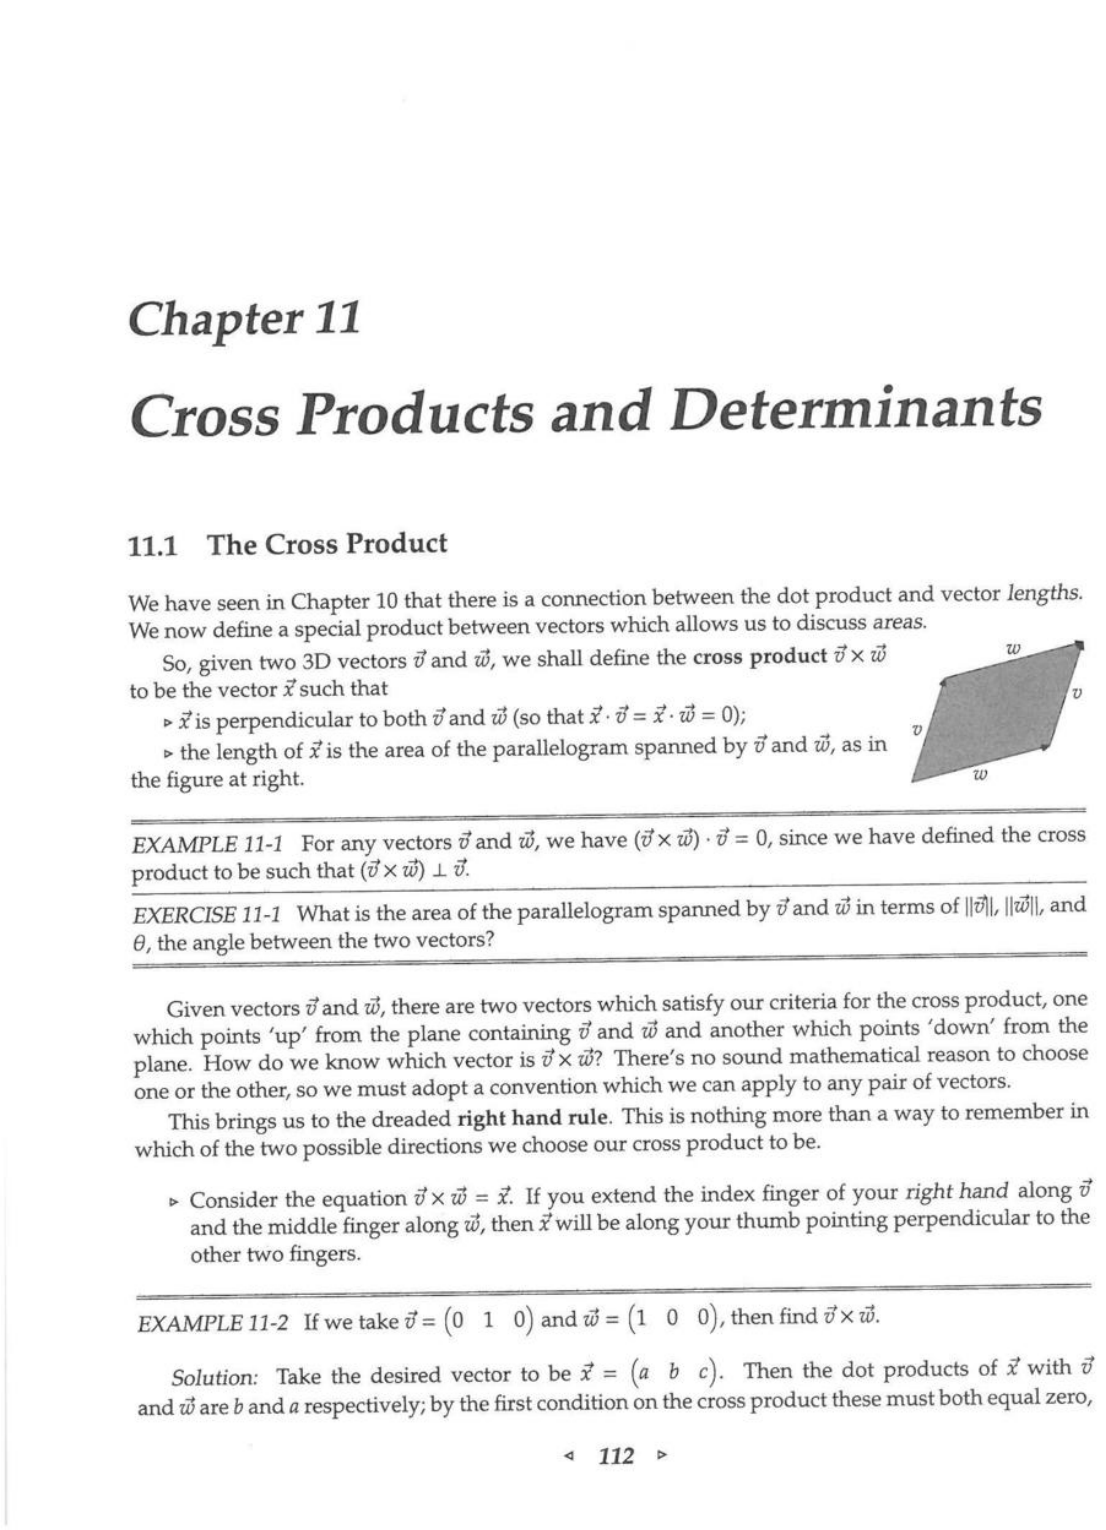 Chapter 11
Cross Products and Determinants
11.1 The Cross Product
We have seen in Chapter 10 that there is a connection between the dot product and vector lengths.
We now define a special product between vectors which allows us to discuss areas.
So, given two 3D vectors v⃗ and w⃗, we shall define the cross product v⃗ × w⃗
to be the vector x⃗ such that
▹ x⃗ is perpendicular to both v⃗ and w⃗ (so that x⃗ · v⃗ = x⃗ · w⃗ = 0);
▹ the length of x⃗ is the area of the parallelogram spanned by v⃗ and w⃗, as in
the figure at right.
w
v
v
w
EXAMPLE 11-1 For any vectors v⃗ and w⃗, we have (v⃗ × w⃗) · v⃗ = 0, since we have defined the cross
product to be such that (v⃗ × w⃗) ⊥ v⃗.
EXERCISE 11-1 What is the area of the parallelogram spanned by v⃗ and w⃗ in terms of ||v⃗||, ||w⃗||, and
θ, the angle between the two vectors?
Given vectors v⃗ and w⃗, there are two vectors which satisfy our criteria for the cross product, one
which points 'up' from the plane containing v⃗ and w⃗ and another which points 'down' from the
plane. How do we know which vector is v⃗ × w⃗? There's no sound mathematical reason to choose
one or the other, so we must adopt a convention which we can apply to any pair of vectors.
This brings us to the dreaded right hand rule. This is nothing more than a way to remember in
which of the two possible directions we choose our cross product to be.
▹ Consider the equation v⃗ × w⃗ = x⃗. If you extend the index finger of your right hand along v⃗
and the middle finger along w⃗, then x⃗ will be along your thumb pointing perpendicular to the
other two fingers.
EXAMPLE 11-2 If we take v⃗ = (0 1 0) and w⃗ = (1 0 0), then find v⃗ × w⃗.
Solution: Take the desired vector to be x⃗ = (a b c). Then the dot products of x⃗ with v⃗
and w⃗ are b and a respectively; by the first condition on the cross product these must both equal zero,
◃ 112 ▹